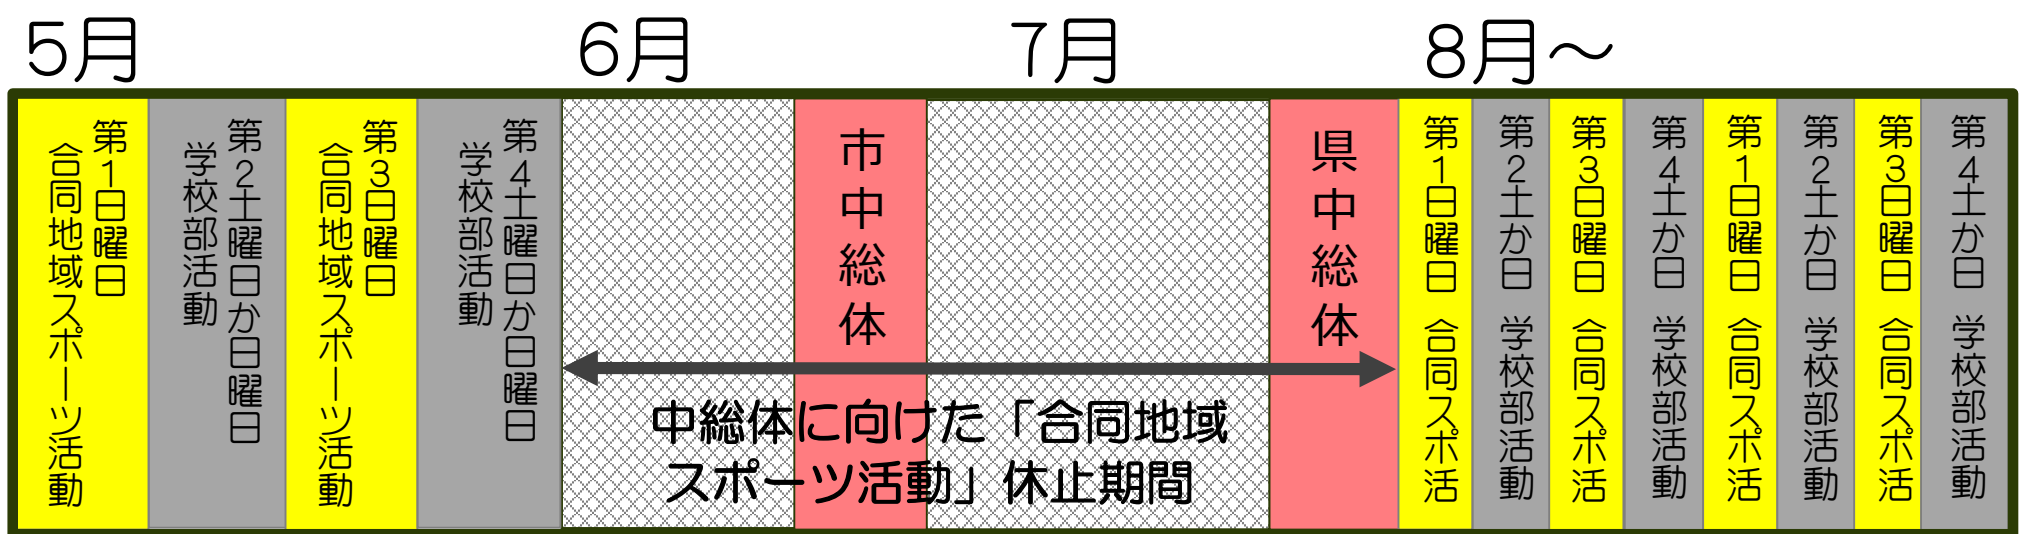 5月
6月
7月
8月～
第1日曜日
合同地域スポーツ活動
第2土曜日か日曜日
学校部活動
第3日曜日
合同地域スポーツ活動
第4土曜日か日曜日
学校部活動
市中総体
県中総体
中総体に向けた「合同地域
スポーツ活動」休止期間
第1日曜日 合同スポ活
第2土か日 学校部活動
第3日曜日 合同スポ活
第4土か日 学校部活動
第1日曜日 合同スポ活
第2土か日 学校部活動
第3日曜日 合同スポ活
第4土か日 学校部活動